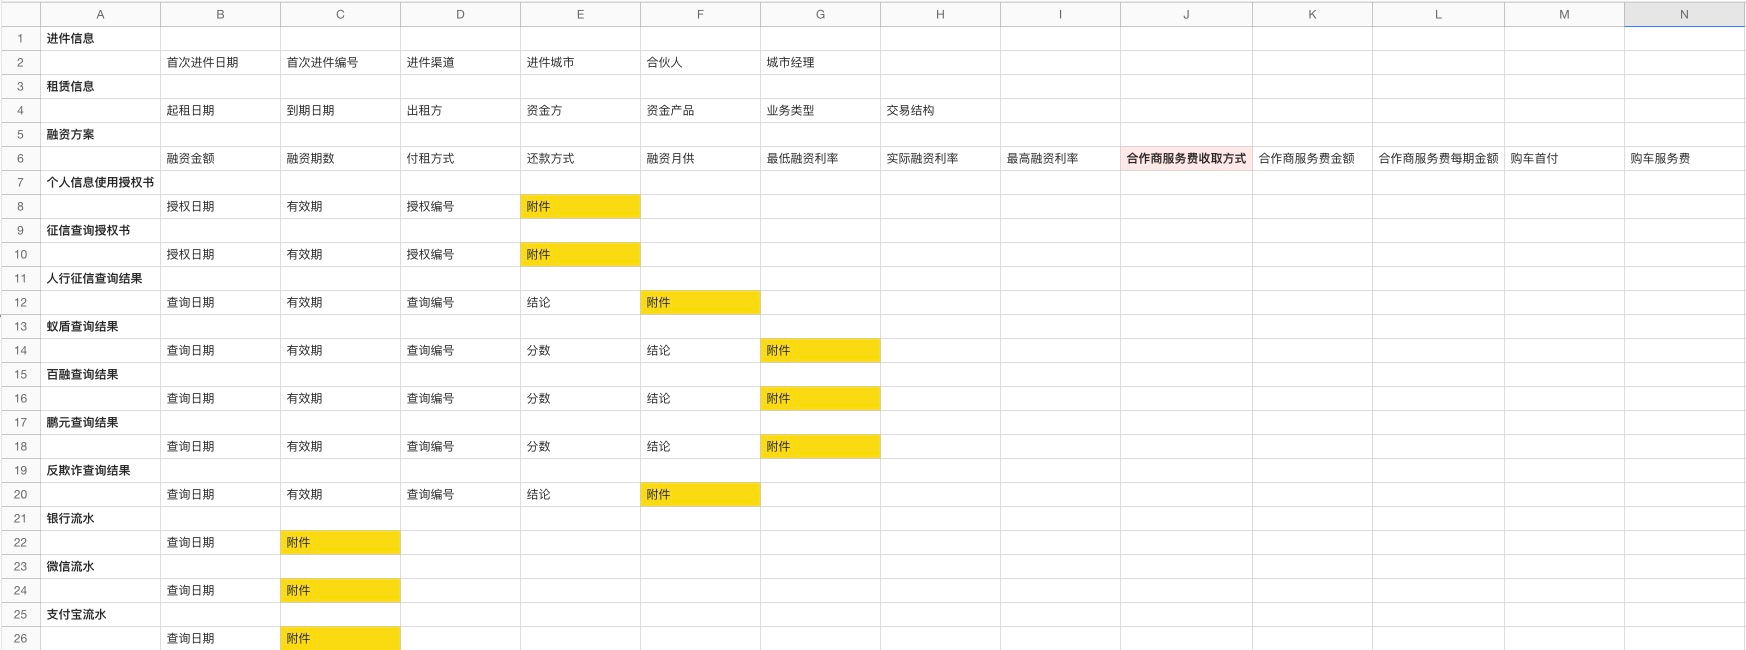 A B C D E F G H I J K L M N
1 进件信息
2 首次进件日期 首次进件编号 进件渠道 进件城市 合伙人 城市经理
3 租赁信息
4 起租日期 到期日期 出租方 资金方 资金产品 业务类型 交易结构
5 融资方案
6 融资金额 融资期数 付租方式 还款方式 融资月供 最低融资利率 实际融资利率 最高融资利率 合作商服务费收取方式 合作商服务费金额 合作商服务费每期金额 购车首付 购车服务费
7 个人信息使用授权书
8 授权日期 有效期 授权编号 附件
9 征信查询授权书
10 授权日期 有效期 授权编号 附件
11 人行征信查询结果
12 查询日期 有效期 查询编号 结论 附件
13 蚁盾查询结果
14 查询日期 有效期 查询编号 分数 结论 附件
15 百融查询结果
16 查询日期 有效期 查询编号 分数 结论 附件
17 鹏元查询结果
18 查询日期 有效期 查询编号 分数 结论 附件
19 反欺诈查询结果
20 查询日期 有效期 查询编号 结论 附件
21 银行流水
22 查询日期 附件
23 微信流水
24 查询日期 附件
25 支付宝流水
26 查询日期 附件